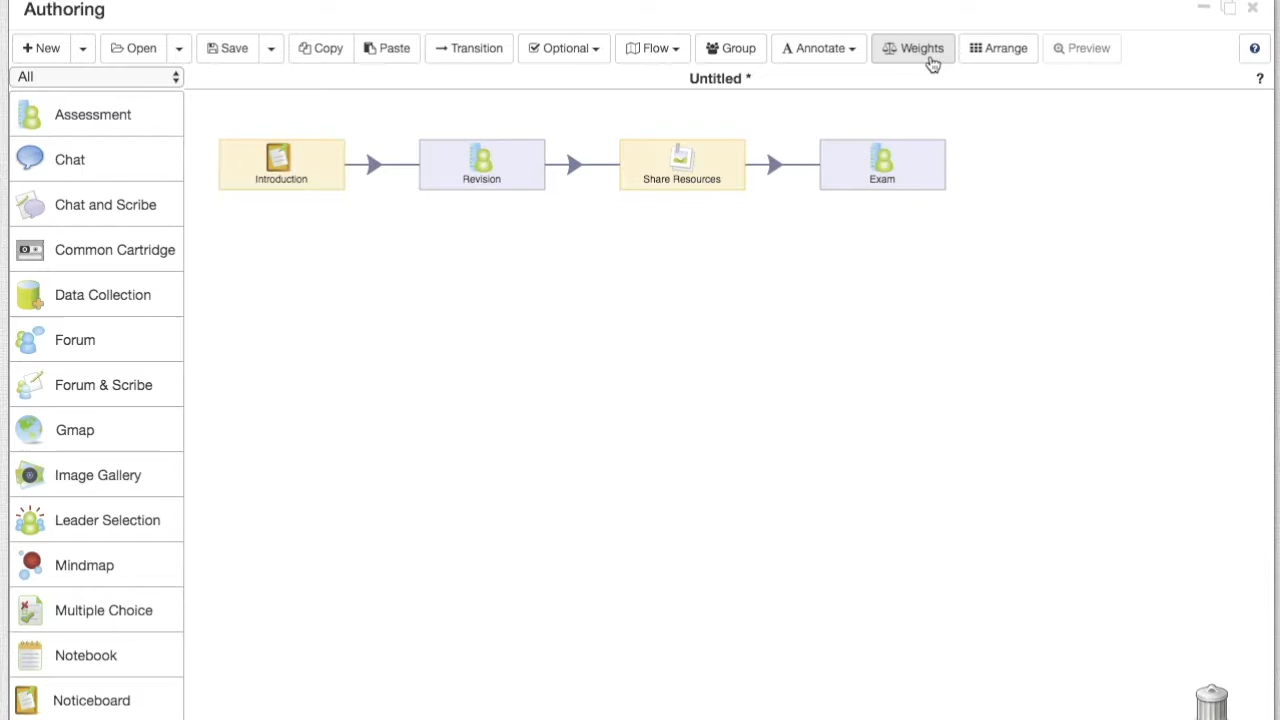 Authoring
New Open Save Copy Paste Transition Optional Flow Group Annotate Weights Arrange Preview ?
All
Untitled * ?
Assessment
Chat
Chat and Scribe
Common Cartridge
Data Collection
Forum
Forum & Scribe
Gmap
Image Gallery
Leader Selection
Mindmap
Multiple Choice
Notebook
Noticeboard
Introduction Revision Share Resources Exam